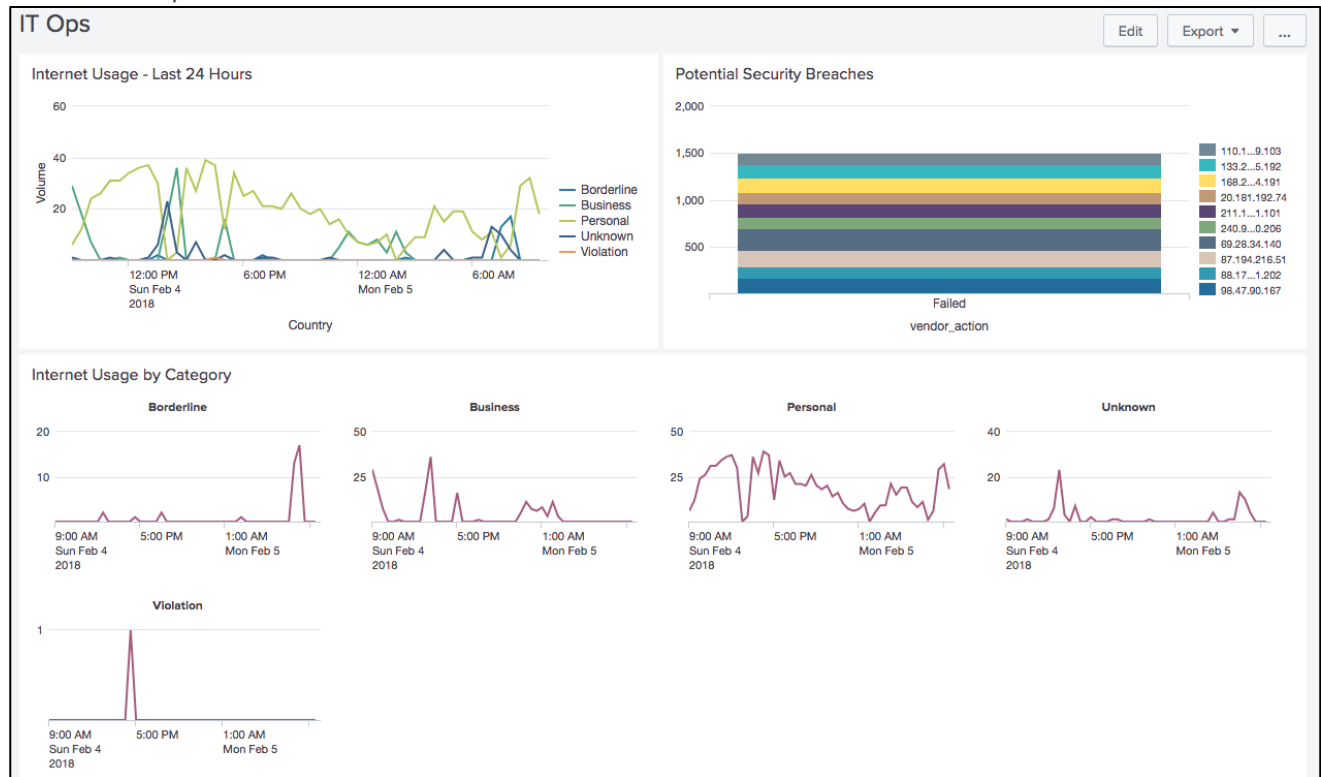 IT Ops
Edit
Export
...
Internet Usage - Last 24 Hours
60
40
20
Volume
12:00 PM
Sun Feb 4
2018
6:00 PM
12:00 AM
Mon Feb 5
6:00 AM
Country
Borderline
Business
Personal
Unknown
Violation
Potential Security Breaches
2,000
1,500
1,000
500
Failed
vendor_action
110.1...9.103
133.2...5.192
168.2...4.191
20.181.192.74
211.1...1.101
240.9...0.206
69.28.34.140
87.194.216.51
88.17...1.202
98.47.90.167
Internet Usage by Category
Borderline
20
10
9:00 AM
Sun Feb 4
2018
5:00 PM
1:00 AM
Mon Feb 5
Business
50
25
9:00 AM
Sun Feb 4
2018
5:00 PM
1:00 AM
Mon Feb 5
Personal
50
25
9:00 AM
Sun Feb 4
2018
5:00 PM
1:00 AM
Mon Feb 5
Unknown
40
20
9:00 AM
Sun Feb 4
2018
5:00 PM
1:00 AM
Mon Feb 5
Violation
1
9:00 AM
Sun Feb 4
2018
5:00 PM
1:00 AM
Mon Feb 5